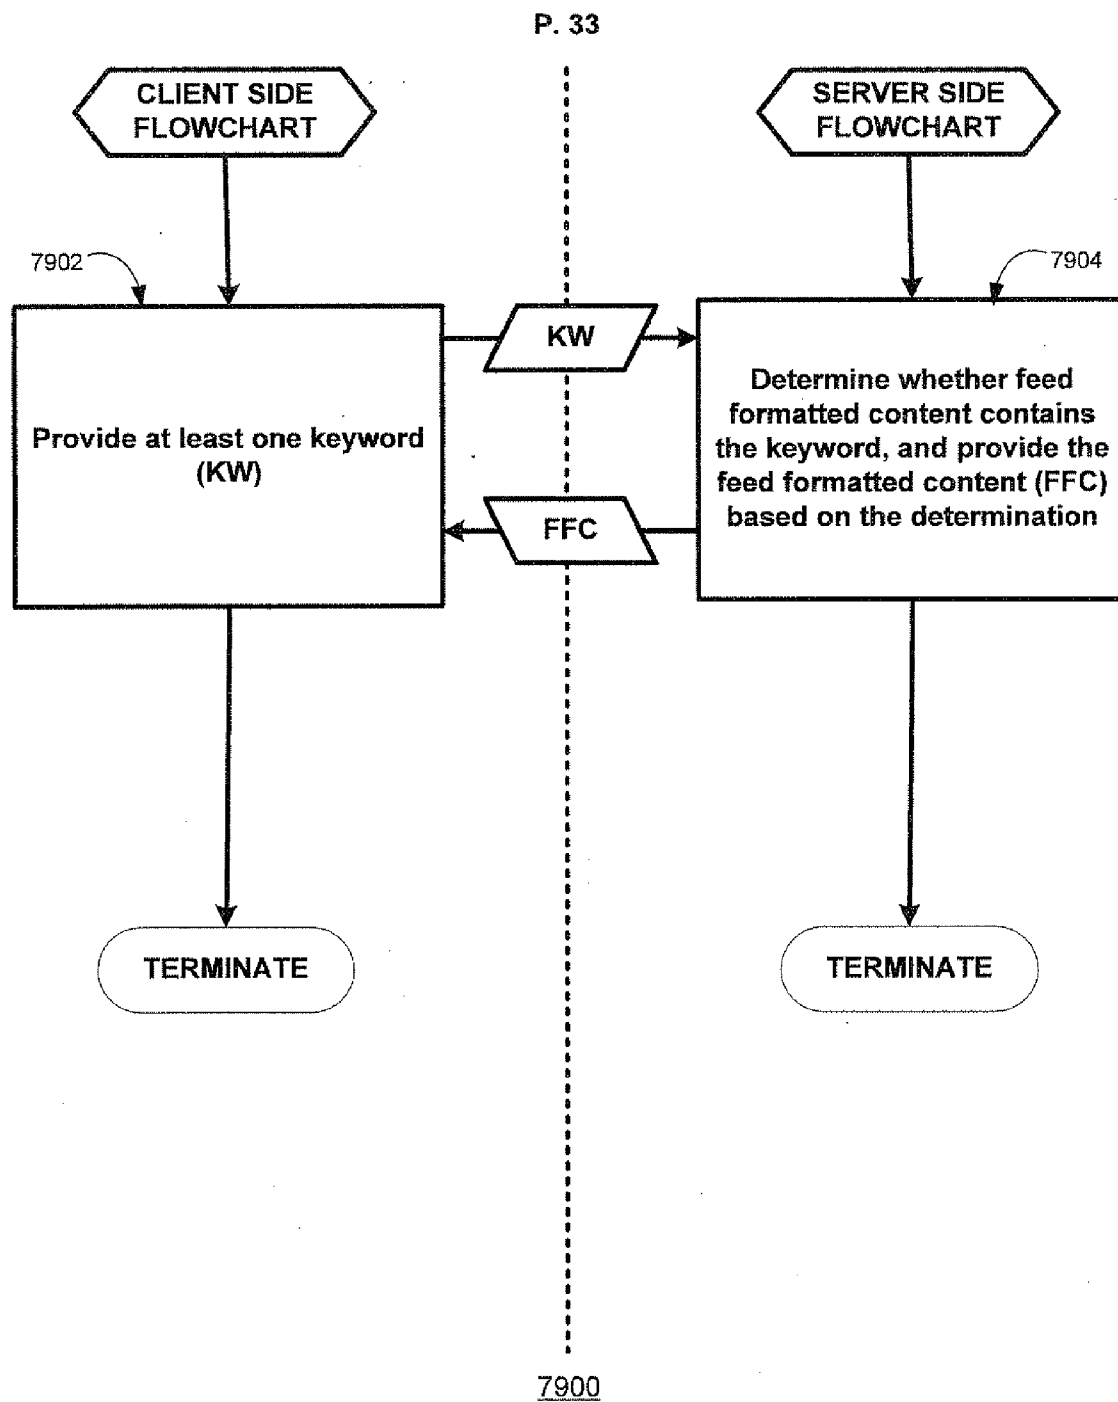 P. 33
CLIENT SIDE
FLOWCHART
SERVER SIDE
FLOWCHART
7902
7904
Provide at least one keyword
(KW)
KW
FFC
Determine whether feed
formatted content contains
the keyword, and provide the
feed formatted content (FFC)
based on the determination
TERMINATE
TERMINATE
7900